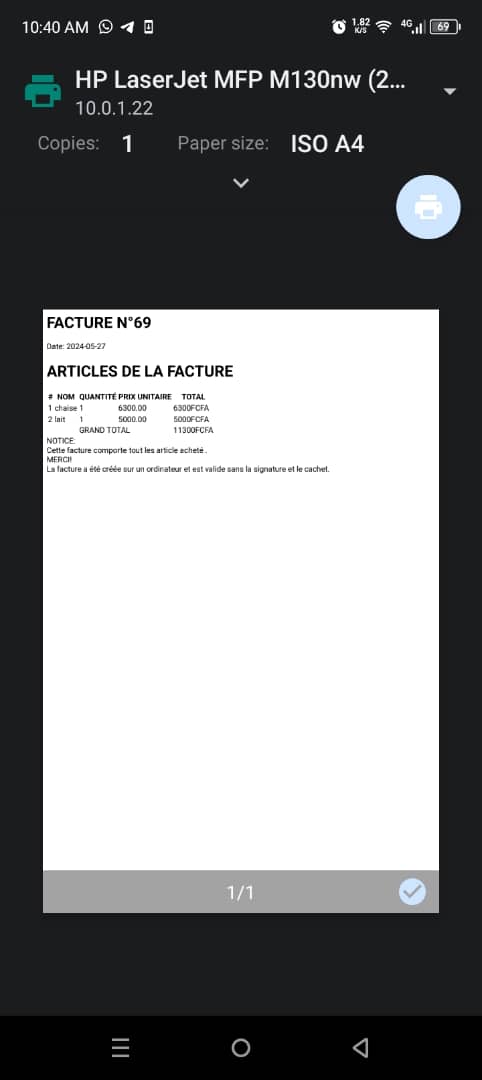 10:40 AM 1.82 K/S 4G 69
HP LaserJet MFP M130nw (2...
10.0.1.22
Copies: 1 Paper size: ISO A4
FACTURE N°69
Date: 2024-05-27
ARTICLES DE LA FACTURE
# NOM QUANTITÉ PRIX UNITAIRE TOTAL
1 chaise 1 6300.00 6300FCFA
2 lait 1 5000.00 5000FCFA
GRAND TOTAL 11300FCFA
NOTICE:
Cette facture comporte tout les article acheté.
MERCI!
La facture a été créée sur un ordinateur et est valide sans la signature et le cachet.
1/1